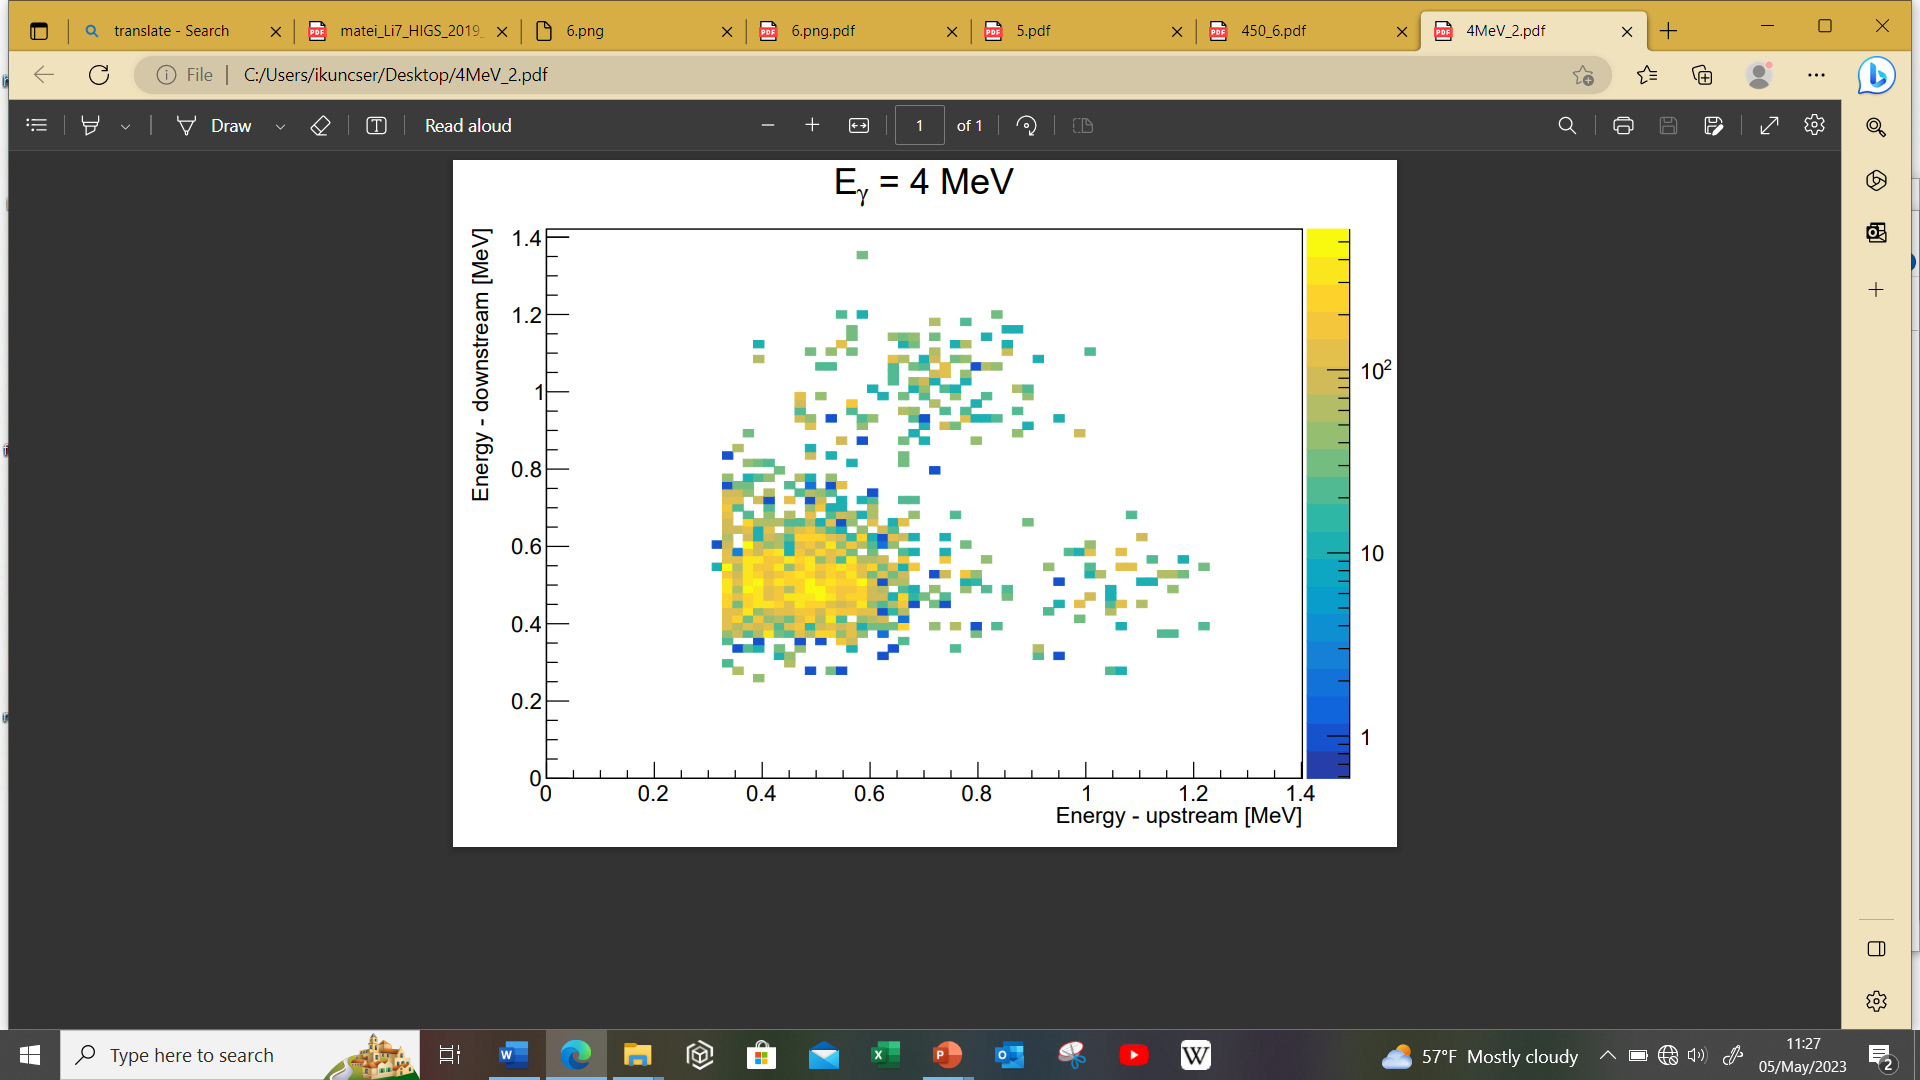 translate - Search
matei_Li7_HIGS_2019_
6.png
6.png.pdf
5.pdf
450_6.pdf
4MeV_2.pdf
File
C:/Users/ikuncser/Desktop/4MeV_2.pdf
Draw
Read aloud
1
of 1
Eγ = 4 MeV
Energy - downstream [MeV]
1.4
1.2
1
0.8
0.6
0.4
0.2
0
0
0.2
0.4
0.6
0.8
1
1.2
1.4
Energy - upstream [MeV]
10²
10
1
Type here to search
57°F Mostly cloudy
11:27
05/May/2023
2